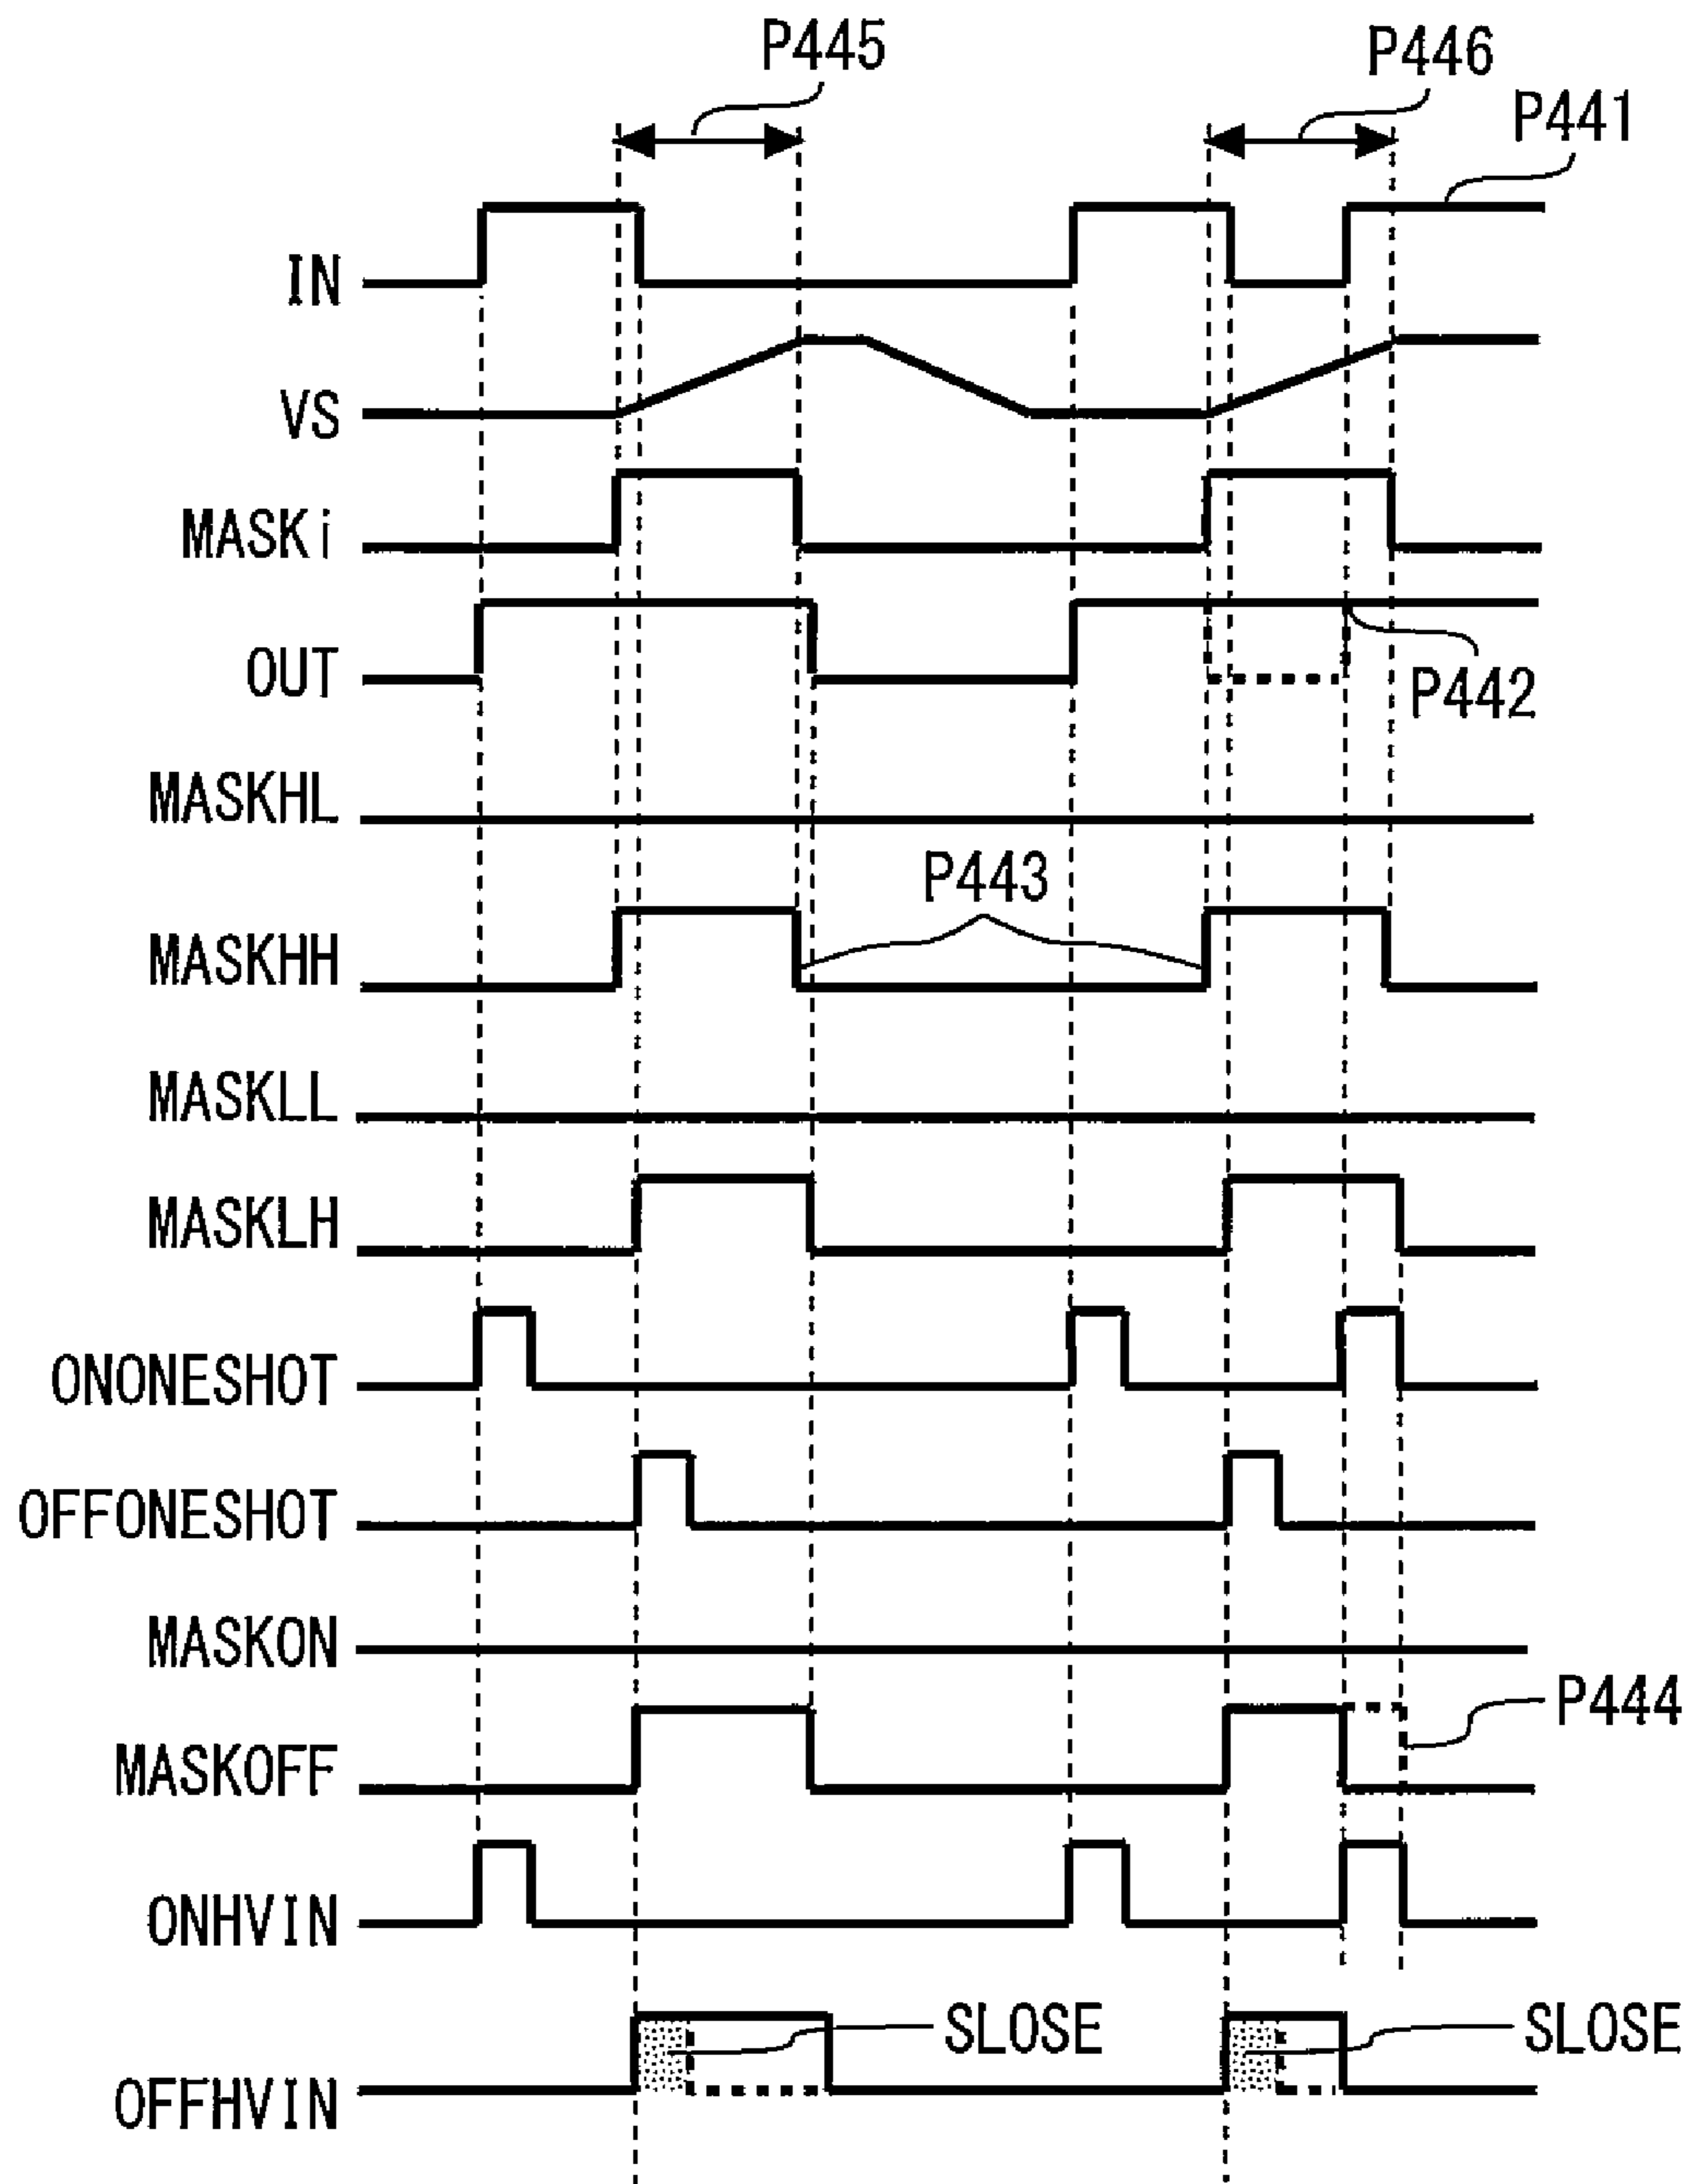 P445
P446
P441
IN
VS
MASKi
OUT
P442
MASKHL
P443
MASKHH
MASKLL
MASKLH
ONONESHOT
OFFONESHOT
MASKON
P444
MASKOFF
ONHVIN
SLOSE
SLOSE
OFFHVIN